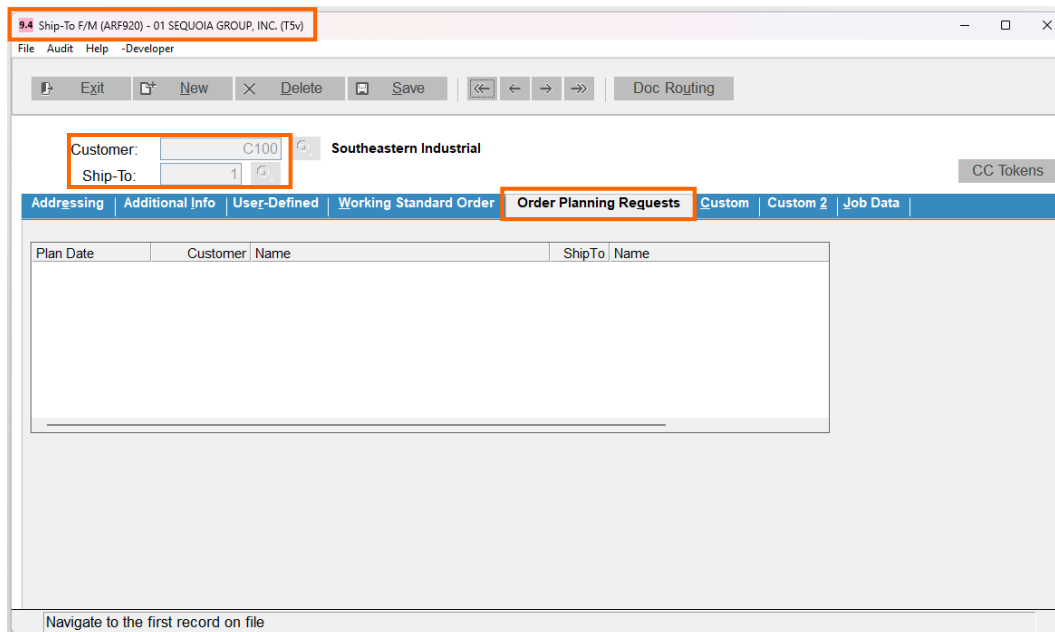 9.4 Ship-To F/M (ARF920) - 01 SEQUOIA GROUP, INC. (T5v)
File Audit Help -Developer
Exit New Delete Save Doc Routing
Customer: C100 Southeastern Industrial
Ship-To: 1
CC Tokens
Addressing Additional Info User-Defined Working Standard Order Order Planning Requests Custom Custom 2 Job Data
Plan Date Customer Name ShipTo Name
Navigate to the first record on file